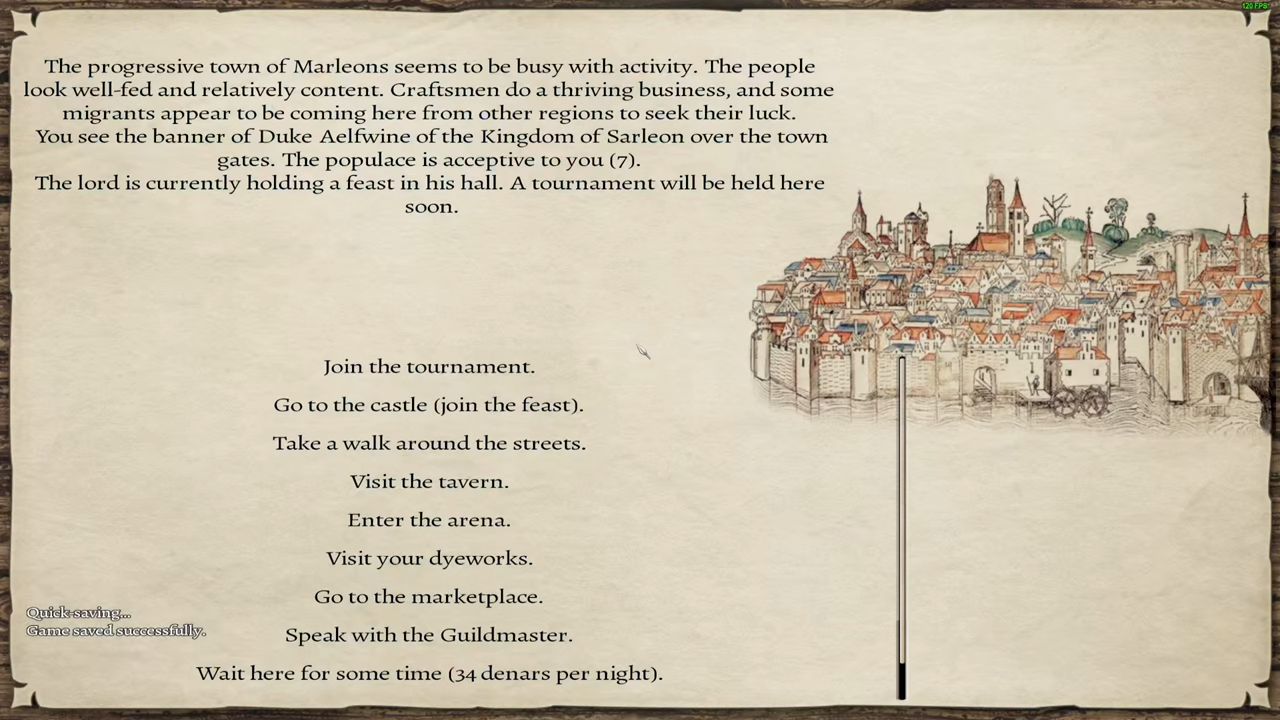 120 FPS
The progressive town of Marleons seems to be busy with activity. The people
look well-fed and relatively content. Craftsmen do a thriving business, and some
migrants appear to be coming here from other regions to seek their luck.
You see the banner of Duke Aelfwine of the Kingdom of Sarleon over the town
gates. The populace is acceptive to you (7).
The lord is currently holding a feast in his hall. A tournament will be held here
soon.
Join the tournament.
Go to the castle (join the feast).
Take a walk around the streets.
Visit the tavern.
Enter the arena.
Visit your dyeworks.
Go to the marketplace.
Quick-saving...
Game saved successfully.
Speak with the Guildmaster.
Wait here for some time (34 denars per night).